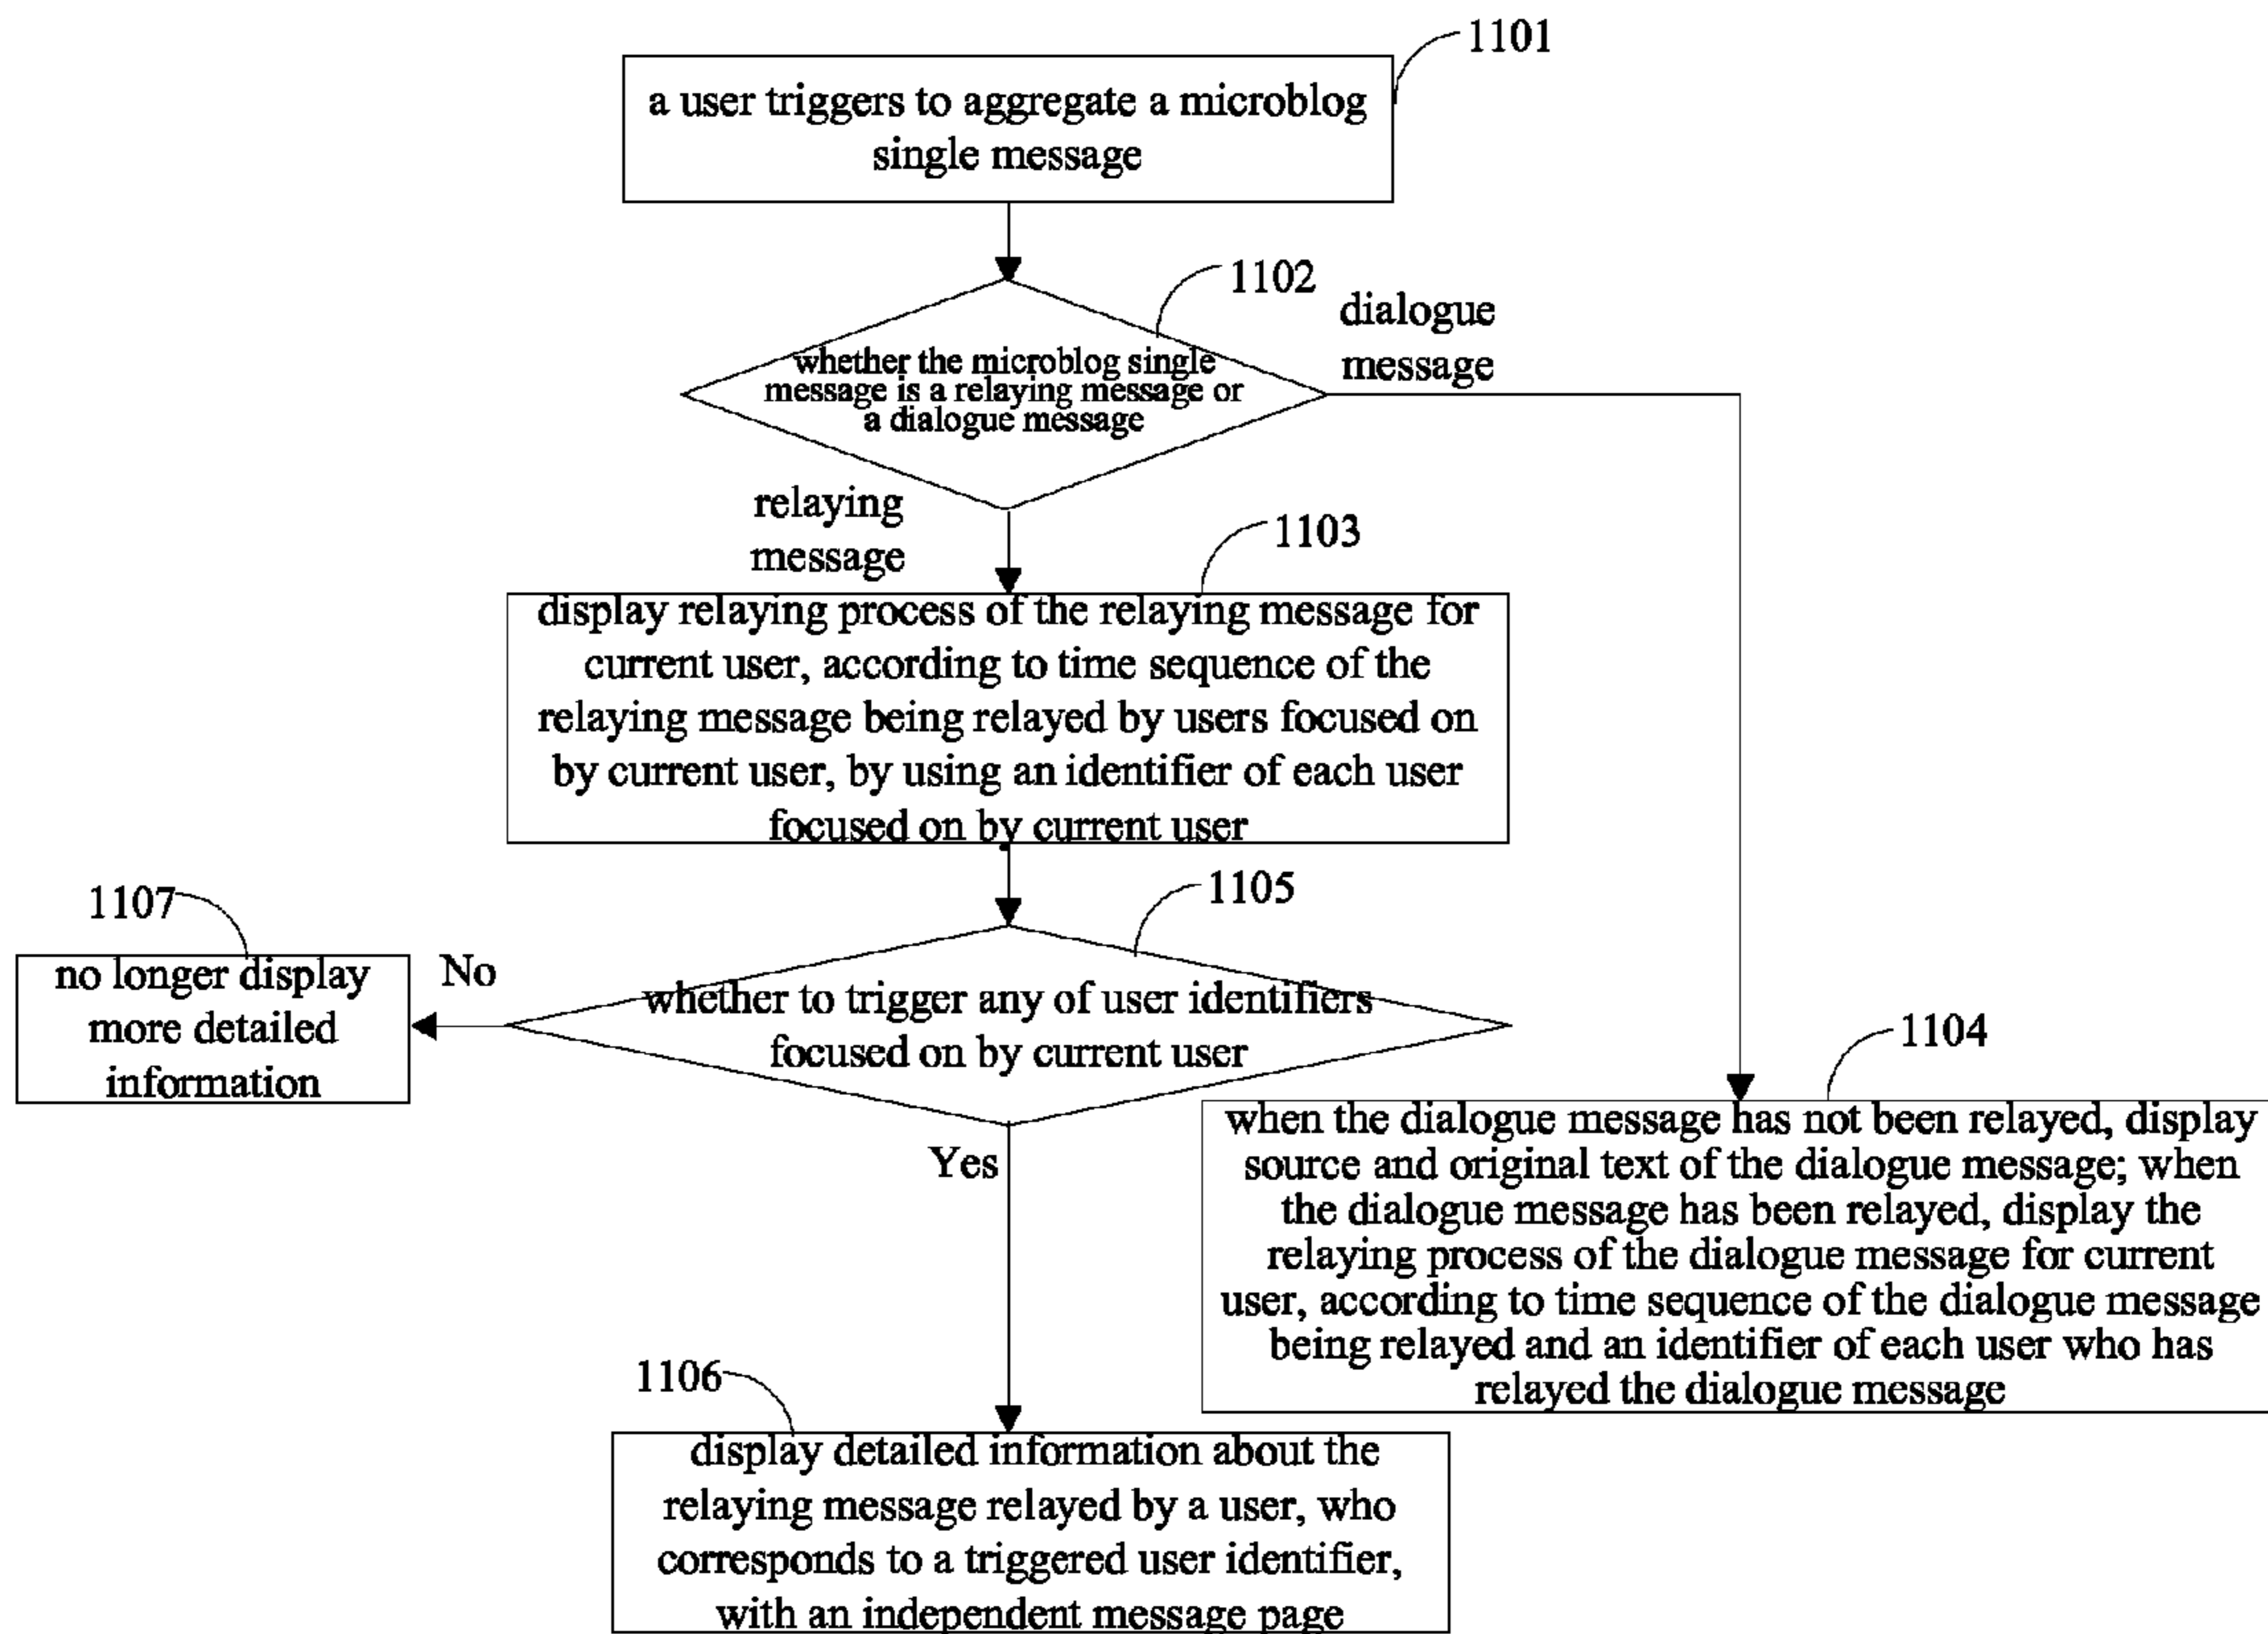 1101
a user triggers to aggregate a microblog
single message
1102
dialogue
message
whether the microblog single
message is a relaying message or
a dialogue message
relaying
message
1103
display relaying process of the relaying message for
current user, according to time sequence of the
relaying message being relayed by users focused on
by current user, by using an identifier of each user
focused on by current user
1107
no longer display
more detailed
information
No
1105
whether to trigger any of user identifiers
focused on by current user
Yes
1104
when the dialogue message has not been relayed, display
source and original text of the dialogue message; when
the dialogue message has been relayed, display the
relaying process of the dialogue message for current
user, according to time sequence of the dialogue message
being relayed and an identifier of each user who has
relayed the dialogue message
1106
display detailed information about the
relaying message relayed by a user, who
corresponds to a triggered user identifier,
with an independent message page